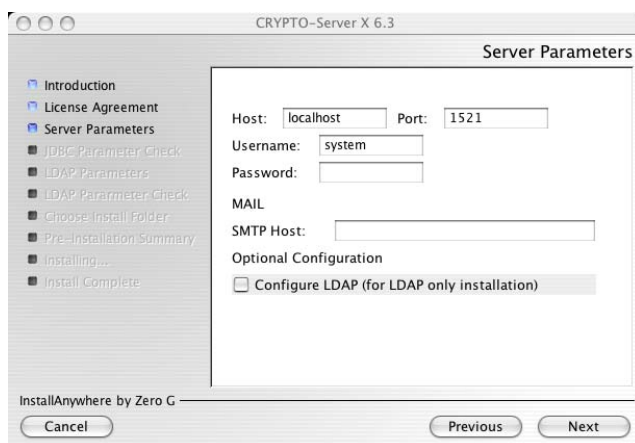 CRYPTO-Server X 6.3
Server Parameters
Introduction
License Agreement
Server Parameters
JDBC Parameter Check
LDAP Parameters
LDAP Pararmeter Check
Choose Install Folder
Pre-Installation Summary
Installing...
Install Complete
Host: localhost Port: 1521
Username: system
Password:
MAIL
SMTP Host:
Optional Configuration
Configure LDAP (for LDAP only installation)
InstallAnywhere by Zero G
Cancel Previous Next